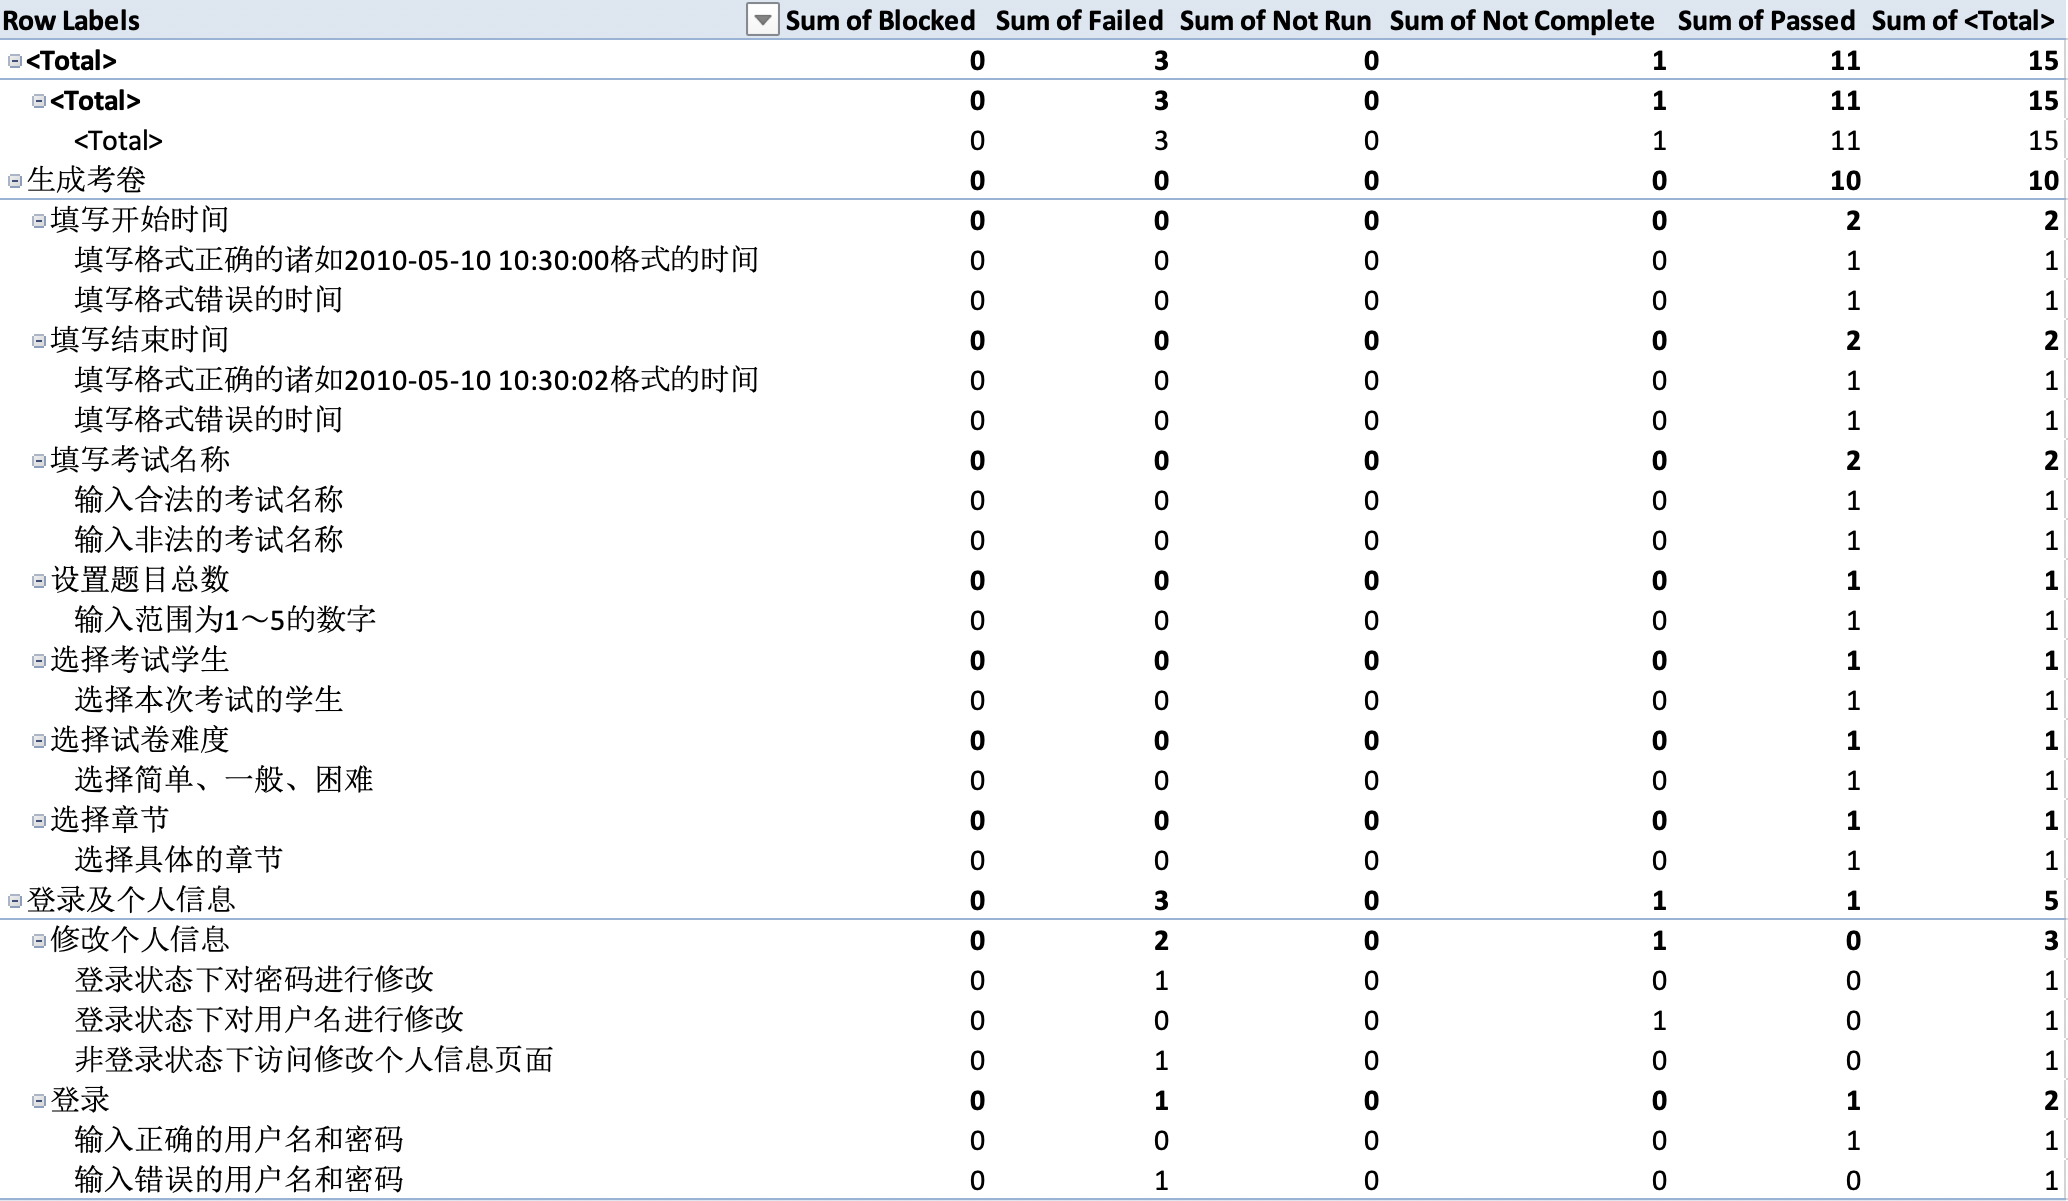 Row Labels Sum of Blocked Sum of Failed Sum of Not Run Sum of Not Complete Sum of Passed Sum of <Total>
<Total> 0 3 0 1 11 15
<Total> 0 3 0 1 11 15
<Total> 0 3 0 1 11 15
生成考卷 0 0 0 0 10 10
填写开始时间 0 0 0 0 2 2
填写格式正确的诸如2010-05-10 10:30:00格式的时间 0 0 0 0 1 1
填写格式错误的时间 0 0 0 0 1 1
填写结束时间 0 0 0 0 2 2
填写格式正确的诸如2010-05-10 10:30:02格式的时间 0 0 0 0 1 1
填写格式错误的时间 0 0 0 0 1 1
填写考试名称 0 0 0 0 2 2
输入合法的考试名称 0 0 0 0 1 1
输入非法的考试名称 0 0 0 0 1 1
设置题目总数 0 0 0 0 1 1
输入范围为1～5的数字 0 0 0 0 1 1
选择考试学生 0 0 0 0 1 1
选择本次考试的学生 0 0 0 0 1 1
选择试卷难度 0 0 0 0 1 1
选择简单、一般、困难 0 0 0 0 1 1
选择章节 0 0 0 0 1 1
选择具体的章节 0 0 0 0 1 1
登录及个人信息 0 3 0 1 1 5
修改个人信息 0 2 0 1 0 3
登录状态下对密码进行修改 0 1 0 0 0 1
登录状态下对用户名进行修改 0 0 0 1 0 1
非登录状态下访问修改个人信息页面 0 1 0 0 0 1
登录 0 1 0 0 1 2
输入正确的用户名和密码 0 0 0 0 1 1
输入错误的用户名和密码 0 1 0 0 0 1